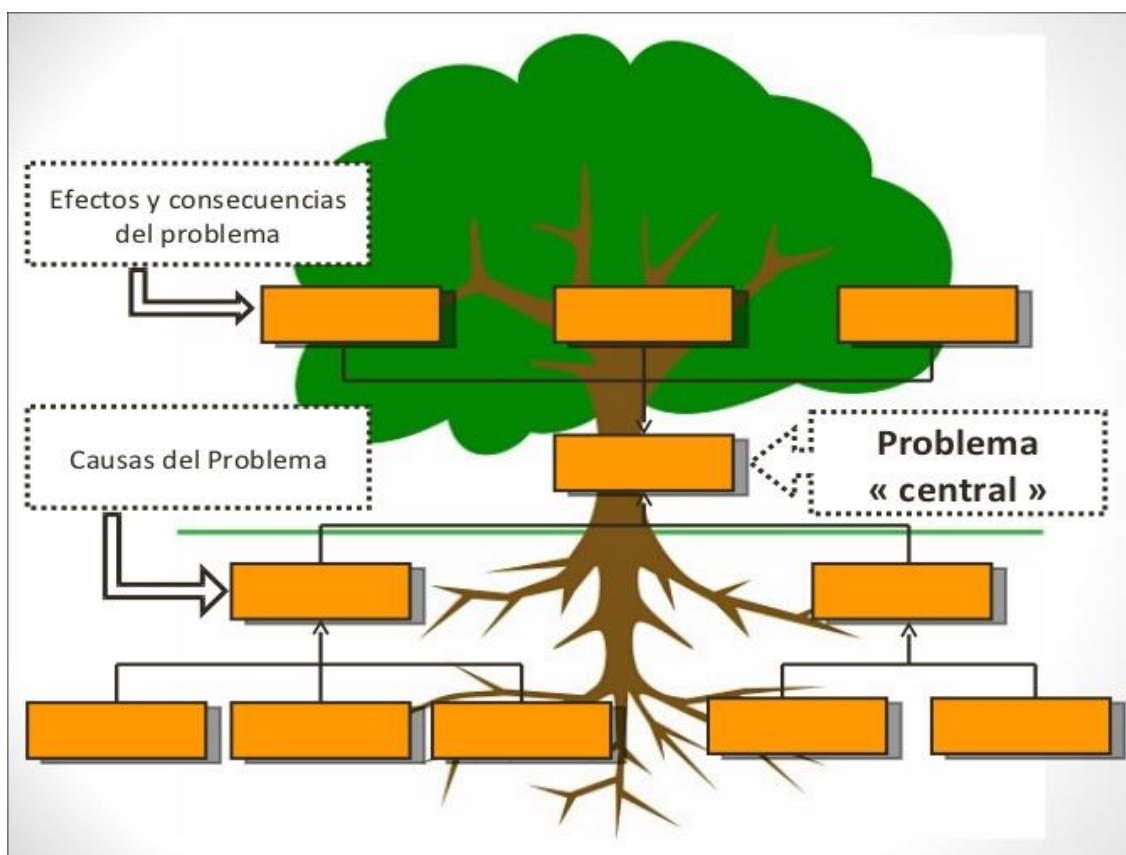 Efectos y consecuencias
del problema
Causas del Problema
Problema
« central »